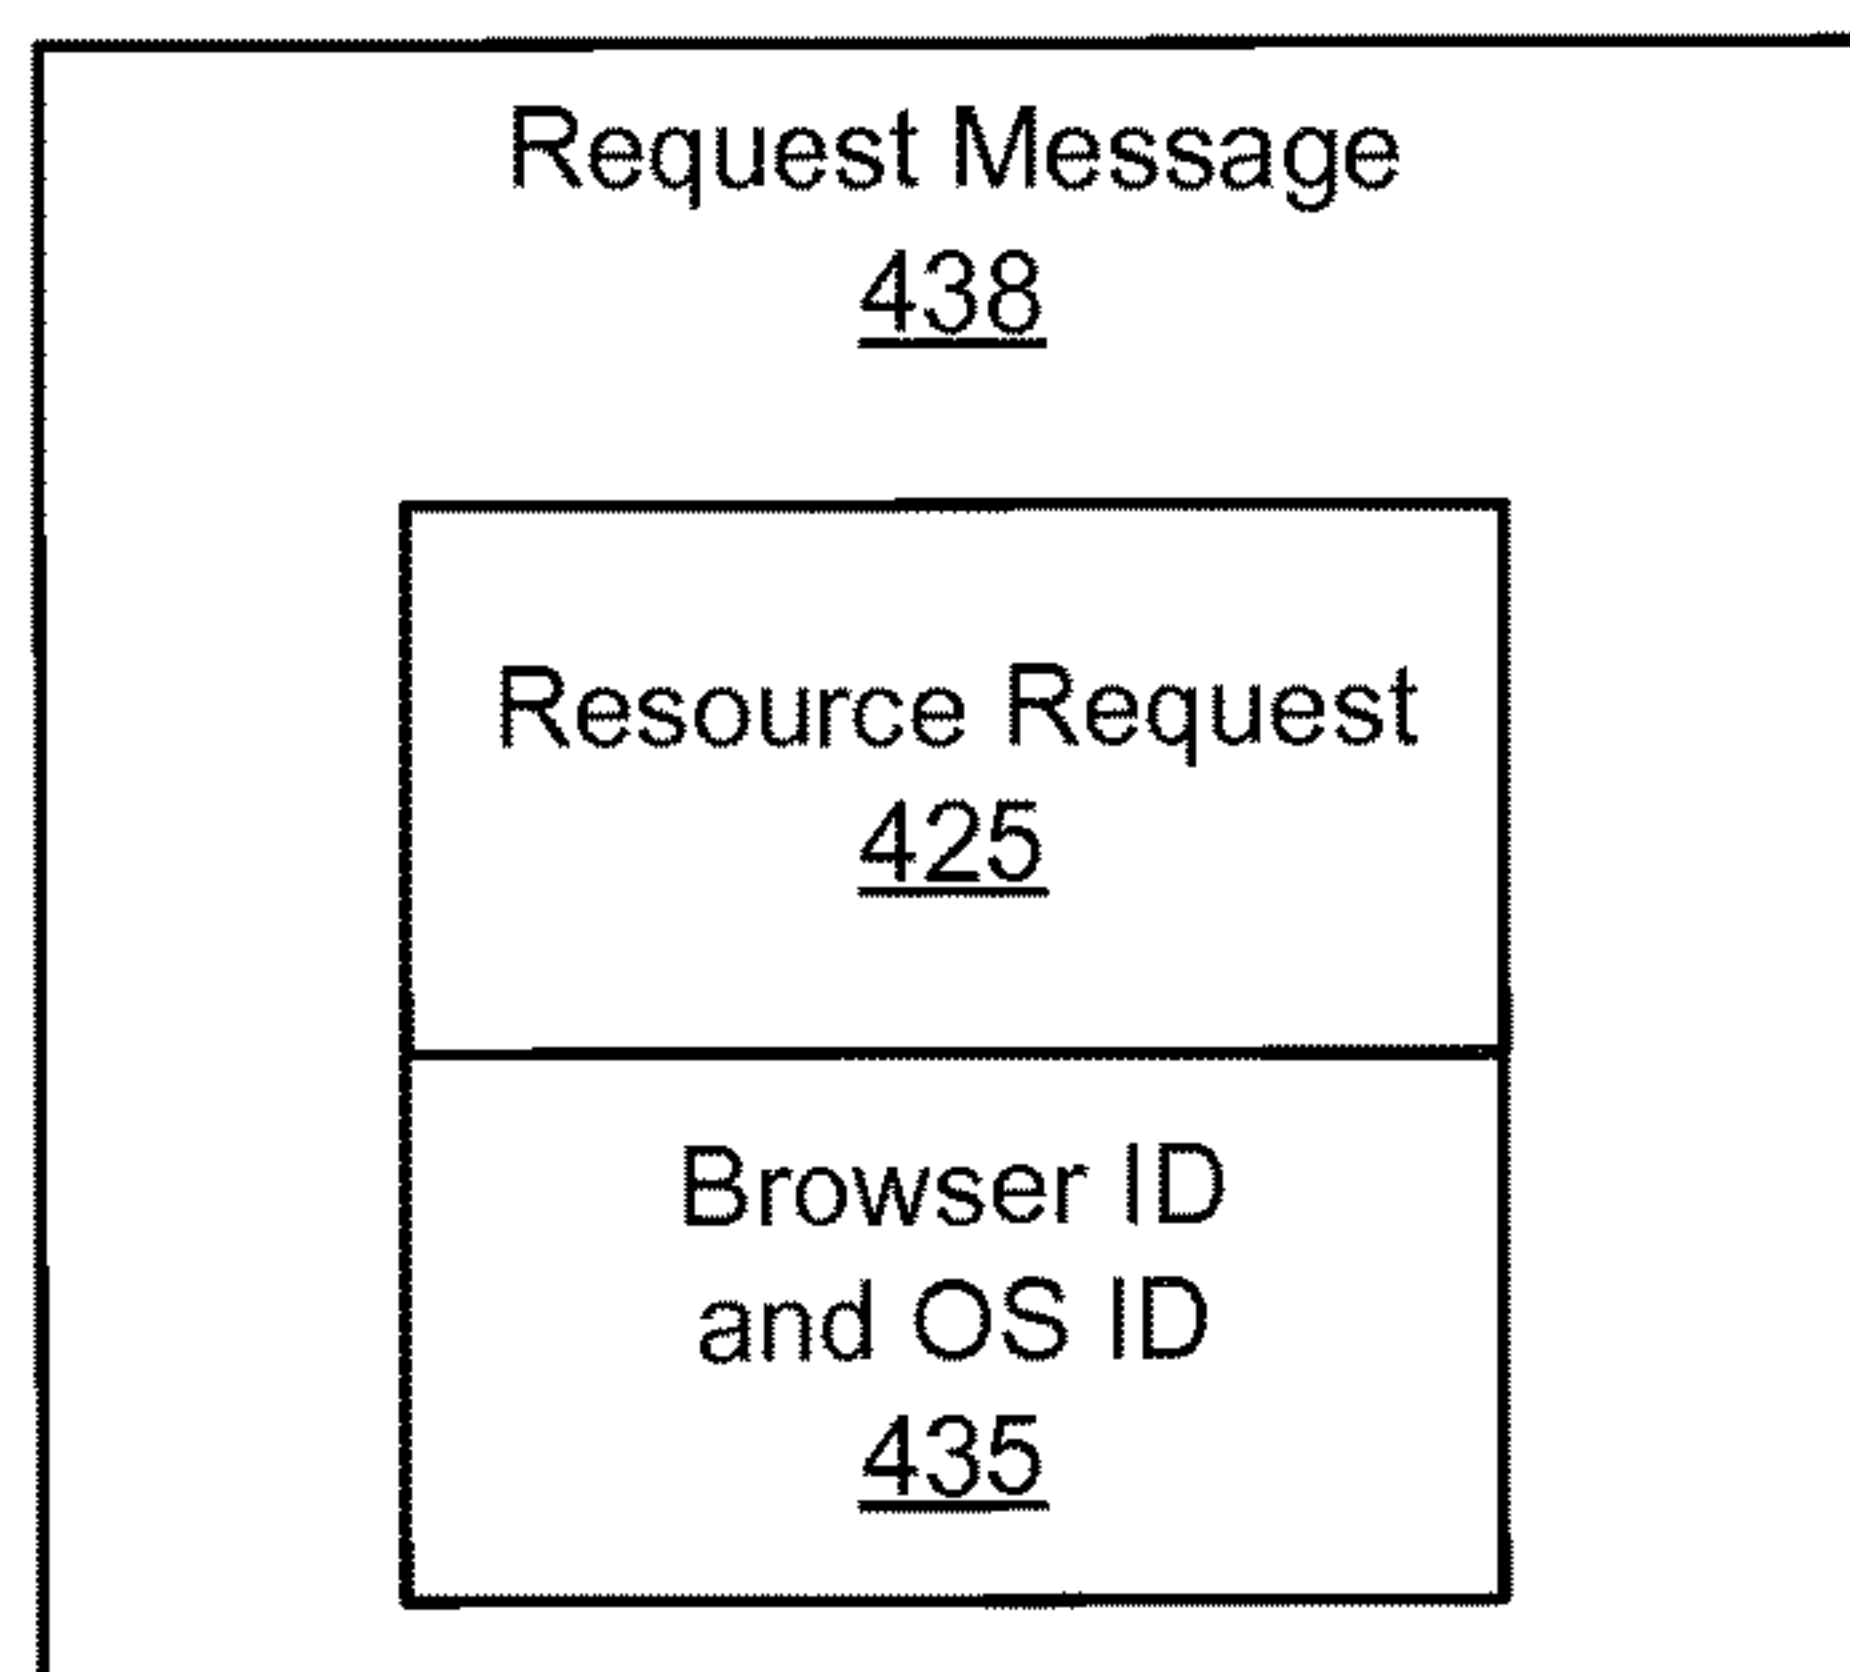 Request Message
438
Resource Request
425
Browser ID
and OS ID
435